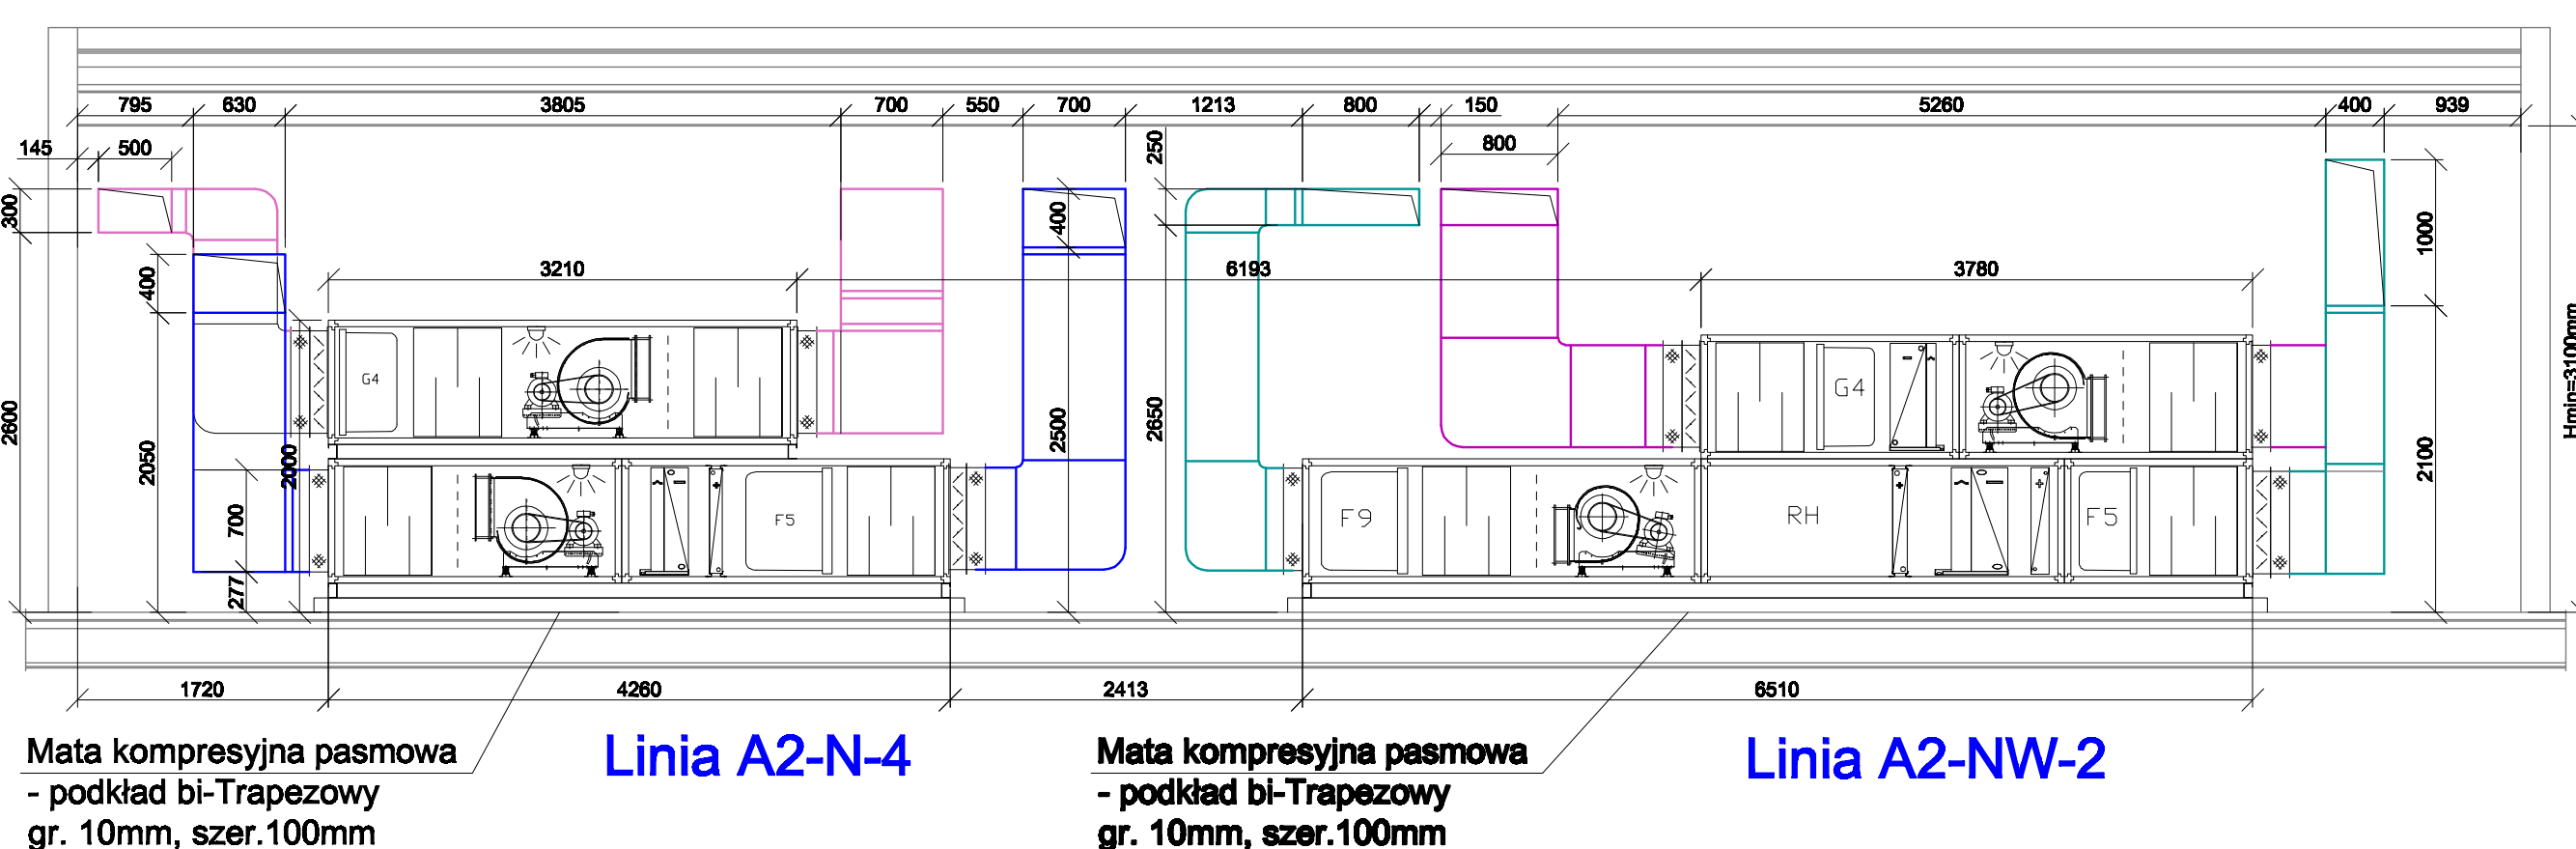 795 630 3805 700 550 700 1213 800 150 5260 400 939
145 500 250 800
300 400 400 1000
3210 6193 3780
Hmin=3100mm
G4 G4
2600 2050 2000 2500 2650 2100
700 F5 F9 RH F5
277
1720 4260 2413 6510
Mata kompresyjna pasmowa
- podkład bi-Trapezowy
gr. 10mm, szer.100mm
Linia A2-N-4
Mata kompresyjna pasmowa
- podkład bi-Trapezowy
gr. 10mm, szer.100mm
Linia A2-NW-2